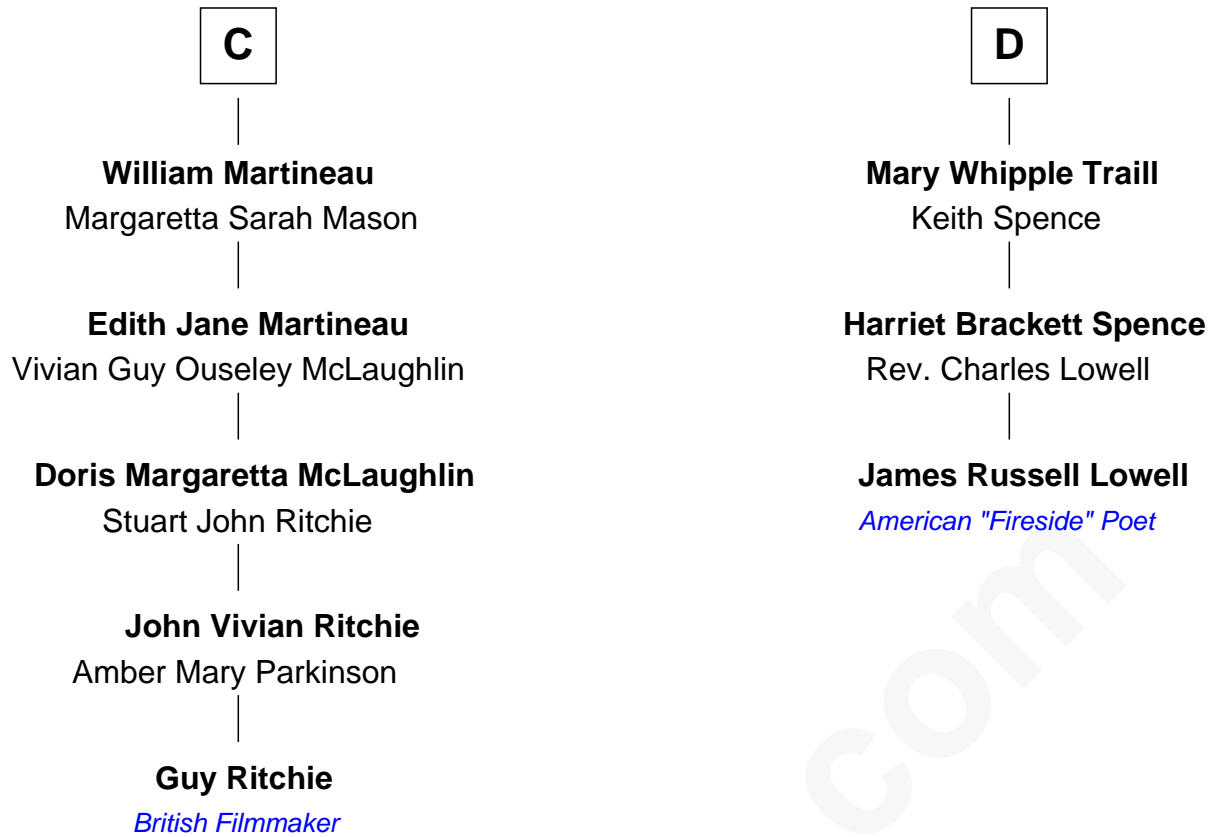 C
William Martineau
Margaretta Sarah Mason
Edith Jane Martineau
Vivian Guy Ouseley McLaughlin
Doris Margaretta McLaughlin
Stuart John Ritchie
John Vivian Ritchie
Amber Mary Parkinson
Guy Ritchie
British Filmmaker
D
Mary Whipple Traill
Keith Spence
Harriet Brackett Spence
Rev. Charles Lowell
James Russell Lowell
American "Fireside" Poet
com